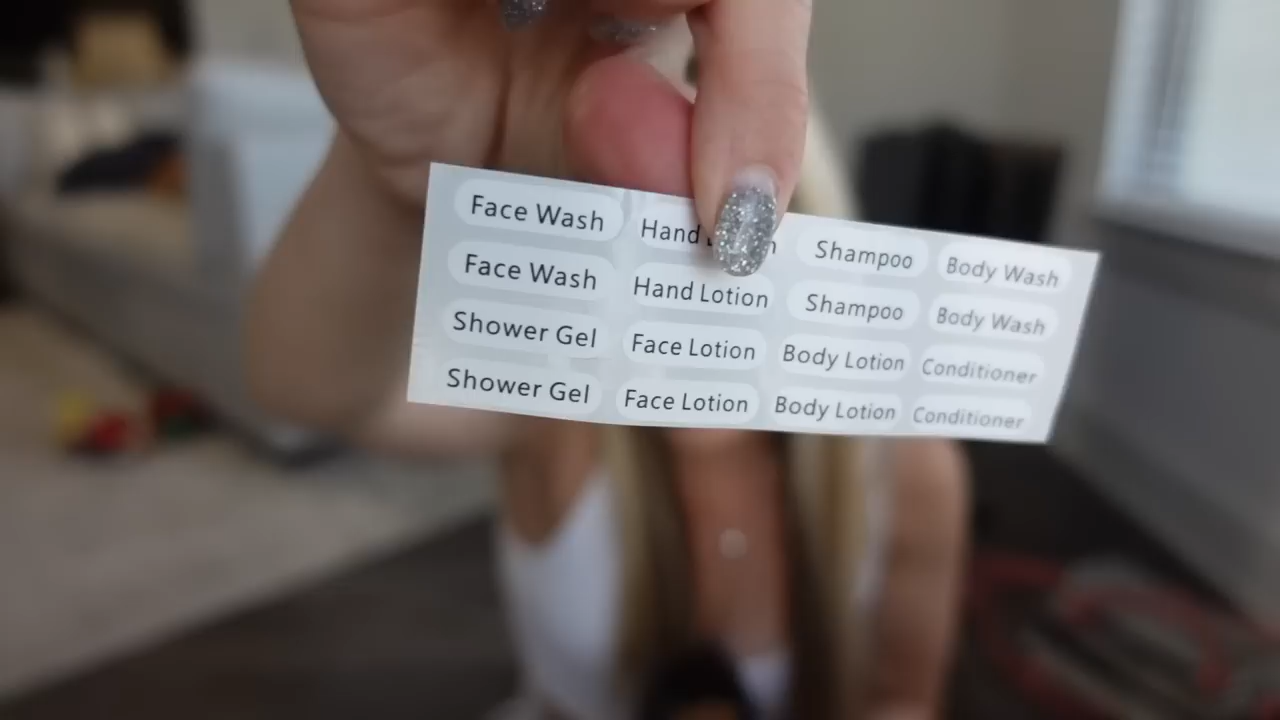 Face Wash Hand Shampoo Body Wash
Face Wash Hand Lotion Shampoo Body Wash
Shower Gel Face Lotion Body Lotion Conditioner
Shower Gel Face Lotion Body Lotion Conditioner